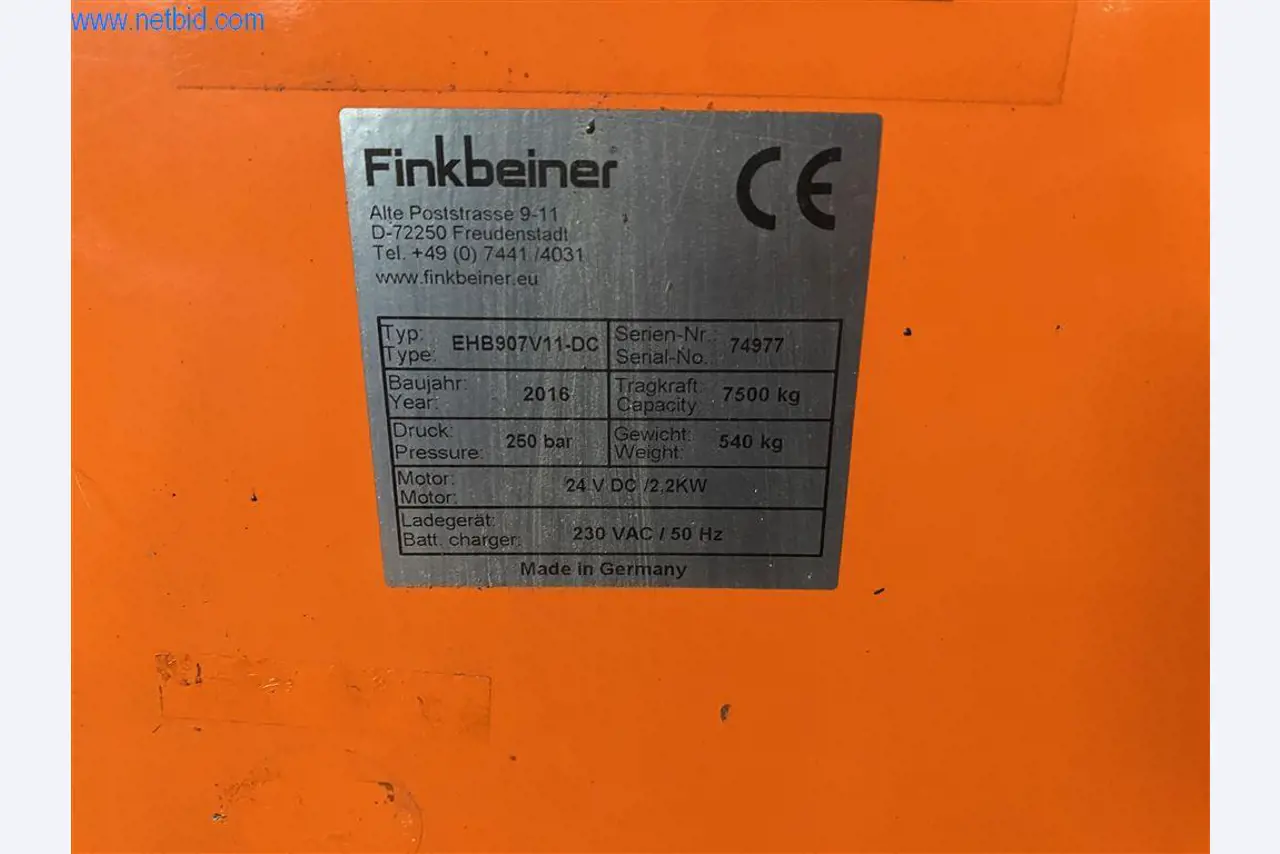 www.netbid.com
Finkbeiner
CE
Alte Poststrasse 9-11
D-72250 Freudenstadt
Tel. +49 (0) 7441 /4031
www.finkbeiner.eu
Typ: Type: EHB907V11-DC Serien-Nr. Serial-No. 74977
Baujahr: Year: 2016 Tragkraft: Capacity 7500 kg
Druck: Pressure: 250 bar Gewicht: Weight: 540 kg
Motor: Motor: 24 V DC /2,2KW
Ladegerät: Batt. charger: 230 VAC / 50 Hz
Made in Germany